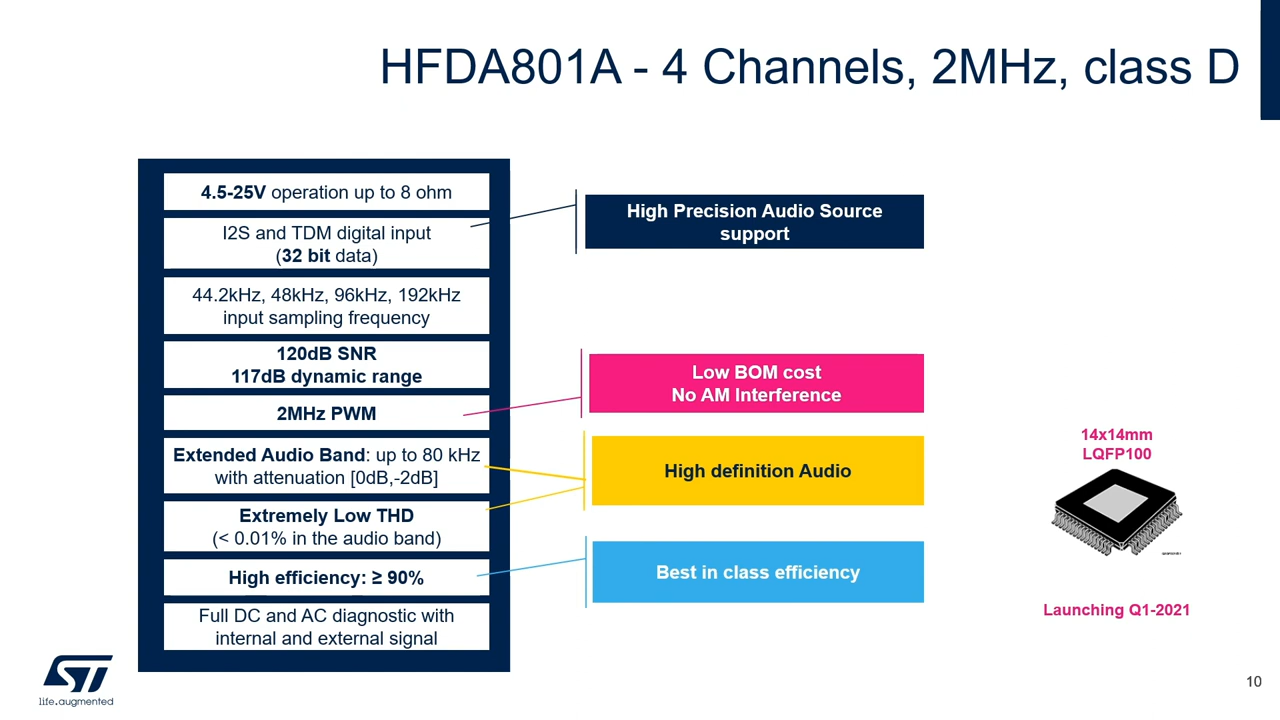 HFDA801A - 4 Channels, 2MHz, class D
4.5-25V operation up to 8 ohm
I2S and TDM digital input
(32 bit data)
44.2kHz, 48kHz, 96kHz, 192kHz
input sampling frequency
120dB SNR
117dB dynamic range
2MHz PWM
Extended Audio Band: up to 80 kHz
with attenuation [0dB,-2dB]
Extremely Low THD
(< 0.01% in the audio band)
High efficiency: ≥ 90%
Full DC and AC diagnostic with
internal and external signal
High Precision Audio Source
support
Low BOM cost
No AM Interference
High definition Audio
Best in class efficiency
14x14mm
LQFP100
Launching Q1-2021
ST
life.augmented
10